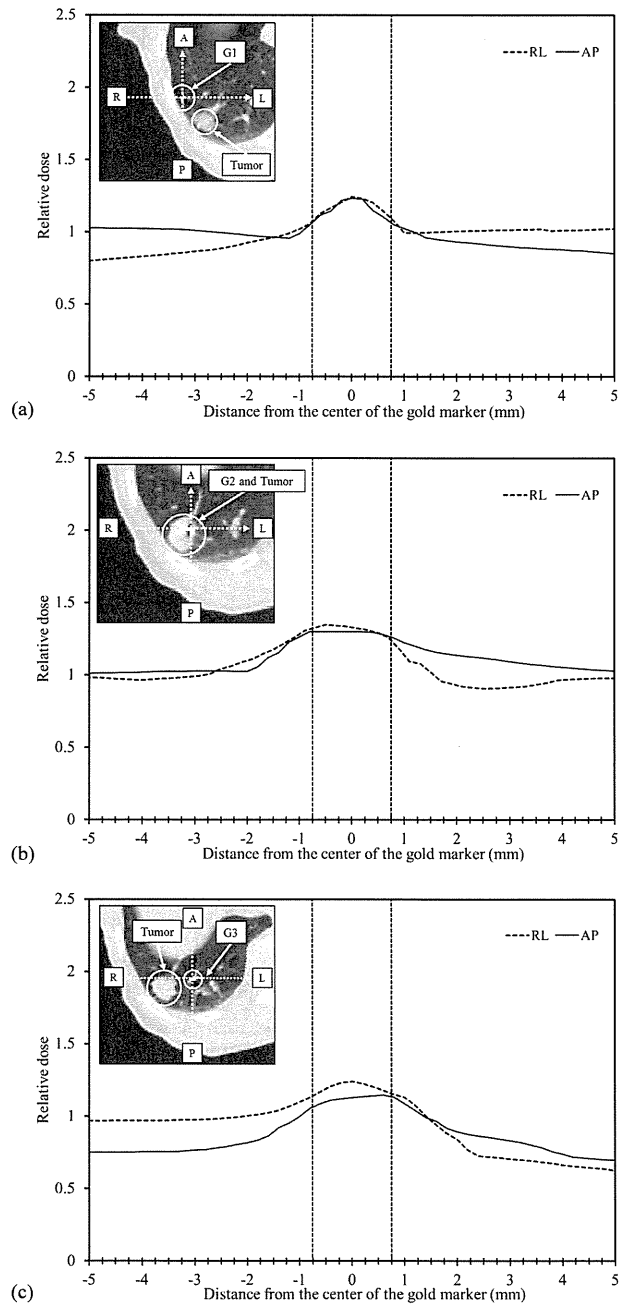 2.5
2
1.5
1
0.5
0
Relative dose
A
G1
R
L
P
Tumor
RL
AP
-5 -4 -3 -2 -1 0 1 2 3 4 5
Distance from the center of the gold marker (mm)
(a)
2.5
2
1.5
1
0.5
0
Relative dose
A
G2 and Tumor
R
L
P
RL
AP
-5 -4 -3 -2 -1 0 1 2 3 4 5
Distance from the center of the gold marker (mm)
(b)
2.5
2
1.5
1
0.5
0
Relative dose
Tumor
A
G3
R
L
P
RL
AP
-5 -4 -3 -2 -1 0 1 2 3 4 5
Distance from the center of the gold marker (mm)
(c)